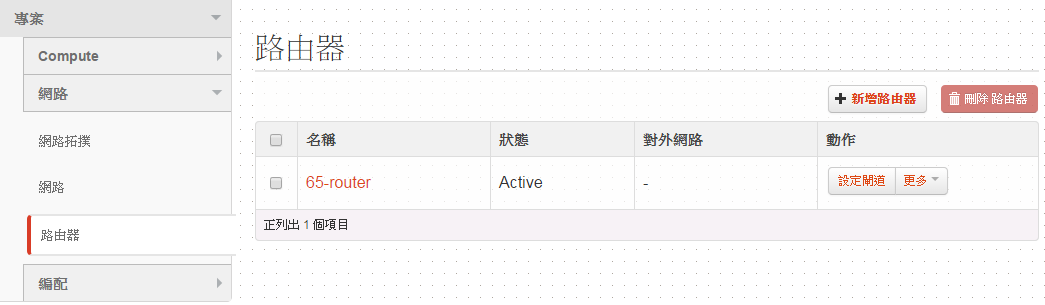 專案
Compute
網路
網路拓撲
網路
路由器
編配
路由器
新增路由器
刪除 路由器
名稱 狀態 對外網路 動作
65-router Active - 設定閘道 更多
正列出 1 個項目